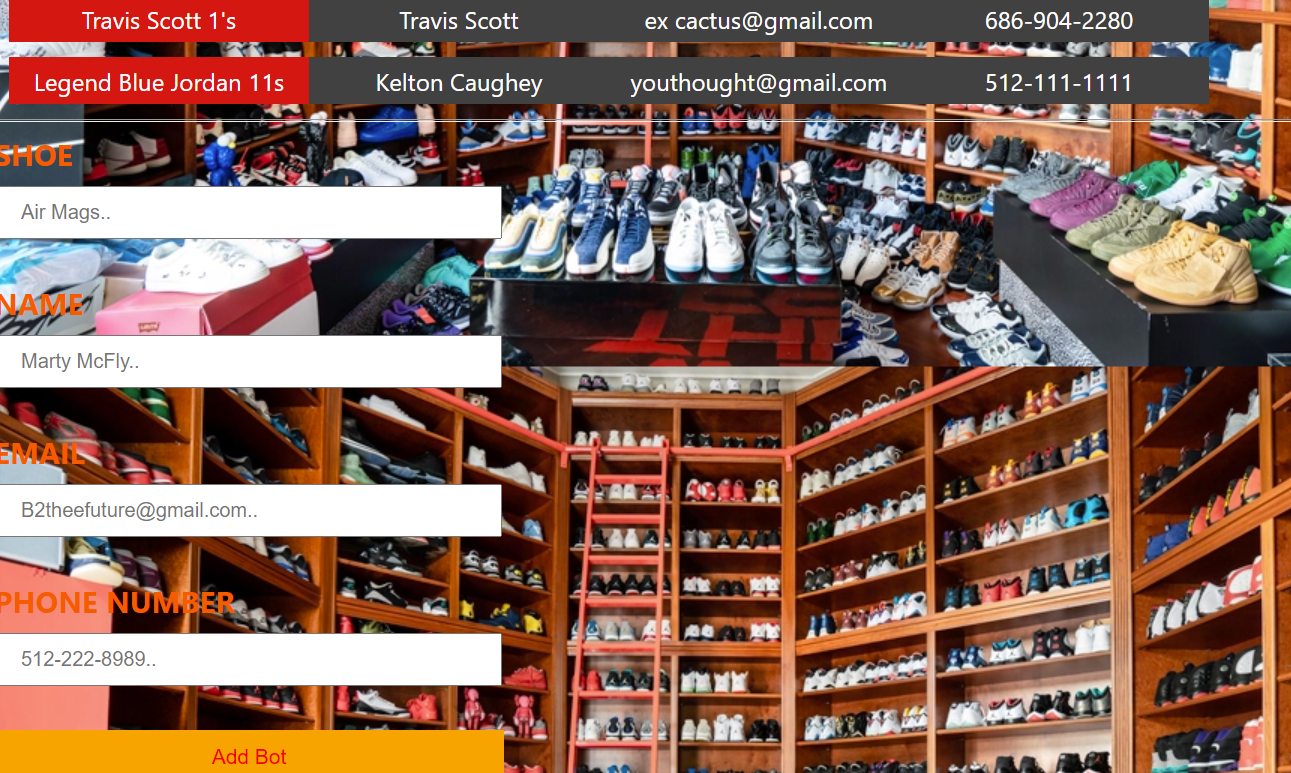 Travis Scott 1's Travis Scott ex cactus@gmail.com 686-904-2280
Legend Blue Jordan 11s Kelton Caughey youthought@gmail.com 512-111-1111
SHOE
Air Mags..
NAME
Marty McFly..
EMAIL
B2theefuture@gmail.com..
PHONE NUMBER
512-222-8989..
Add Bot